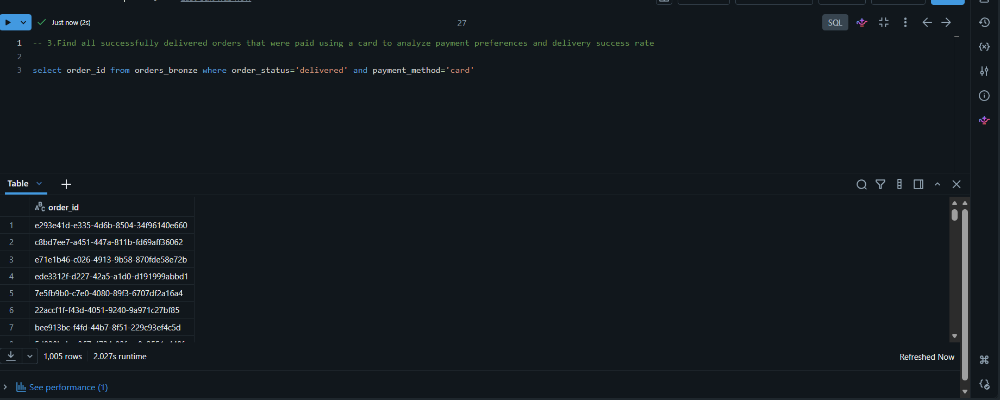 Last edit was now
Just now (2s)
27
SQL
1 -- 3.Find all successfully delivered orders that were paid using a card to analyze payment preferences and delivery success rate
2
3 select order_id from orders_bronze where order_status='delivered' and payment_method='card'
Table
order_id
1 e293e41d-e335-4d6b-8504-34f96140e660
2 c8bd7ee7-a451-447a-811b-fd69aff36062
3 e71e1b46-c026-4913-9b58-870fde58e72b
4 ede3312f-d227-42a5-a1d0-d191999abbd1
5 7e5fb9b0-c7e0-4080-89f3-6707df2a16a4
6 22accf1f-f43d-4051-9240-9a971c27bf85
7 bee913bc-f4fd-44b7-8f51-229c93ef4c5d
1,005 rows
2.027s runtime
Refreshed Now
See performance (1)